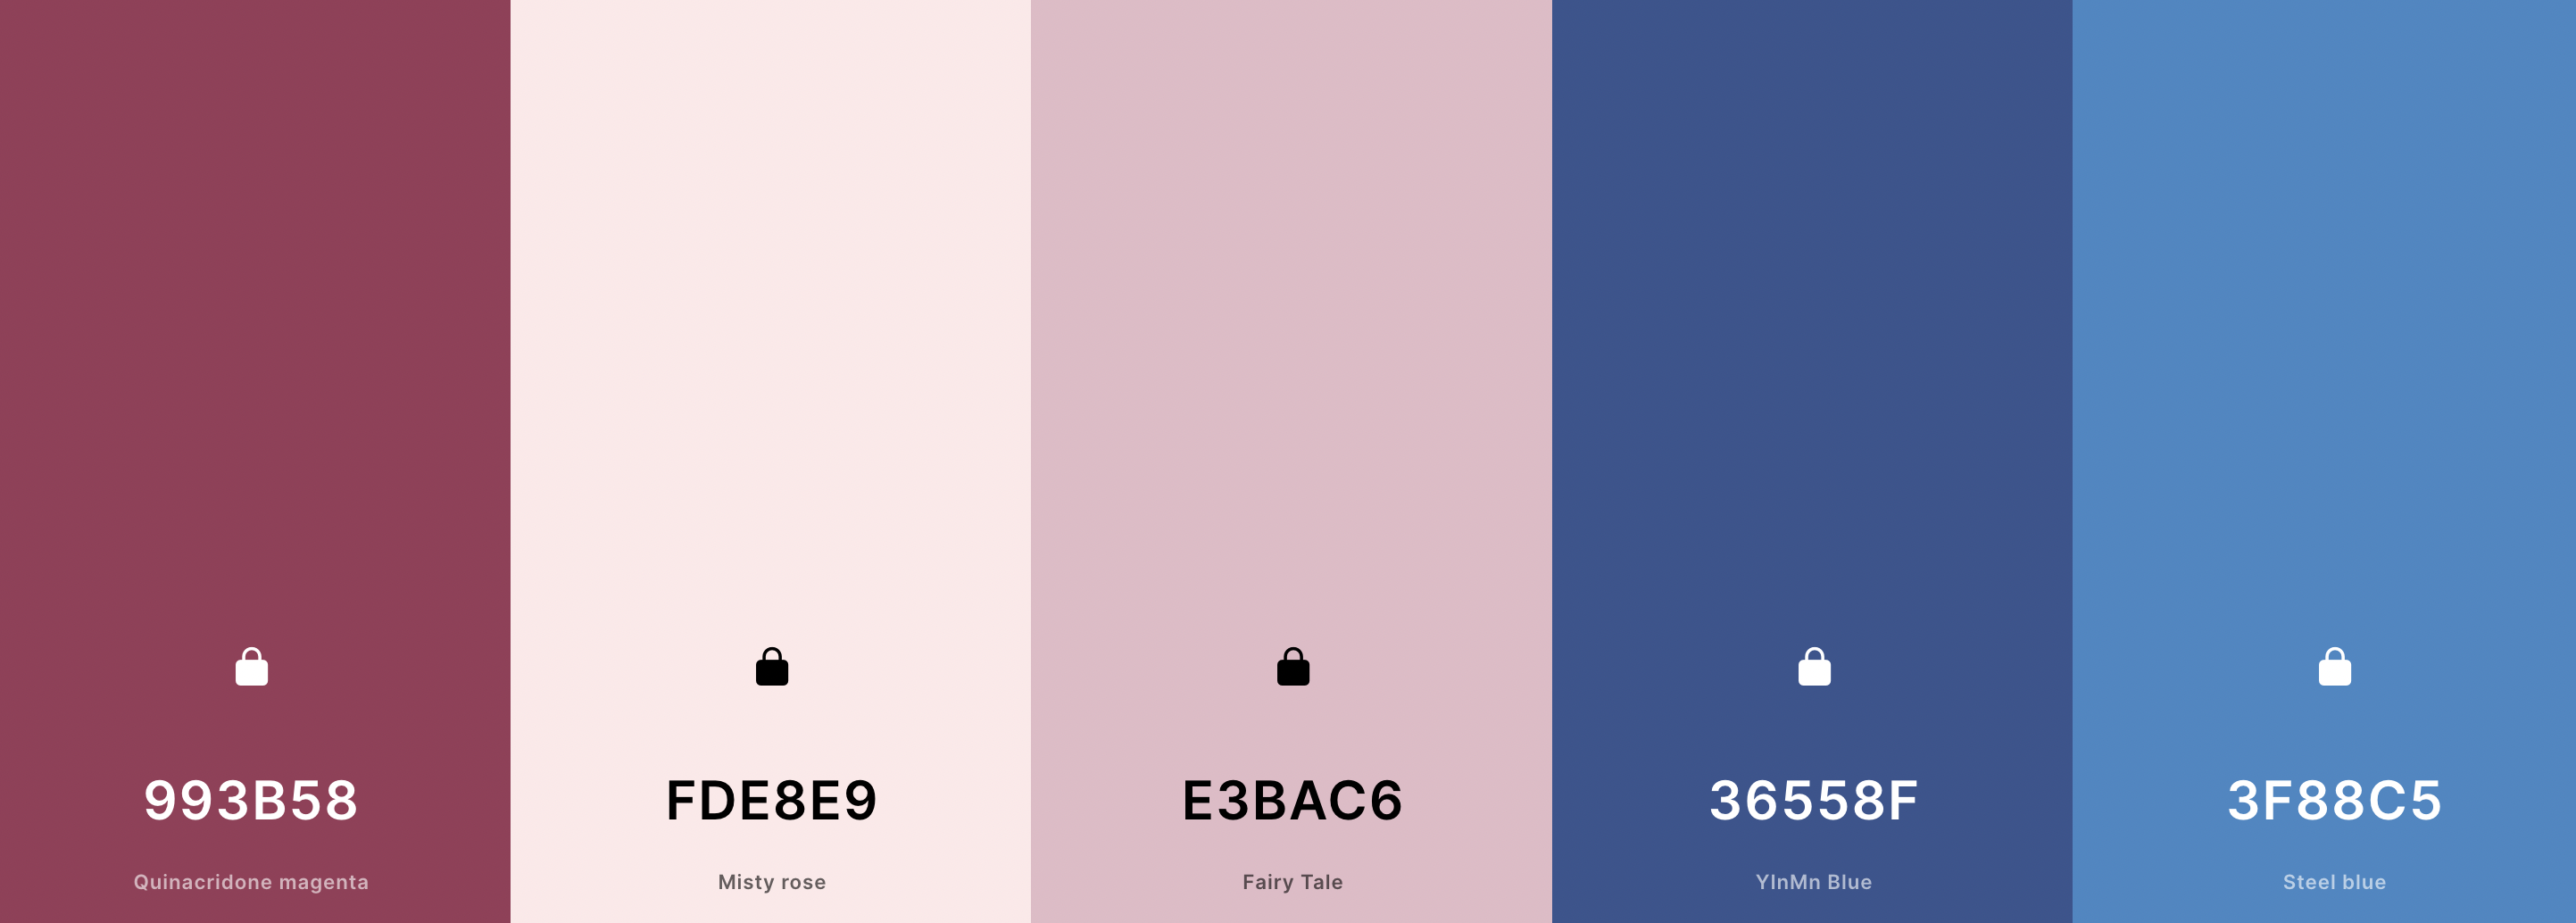 993B58
Quinacridone magenta
FDE8E9
Misty rose
E3BAC6
Fairy Tale
36558F
YInMn Blue
3F88C5
Steel blue